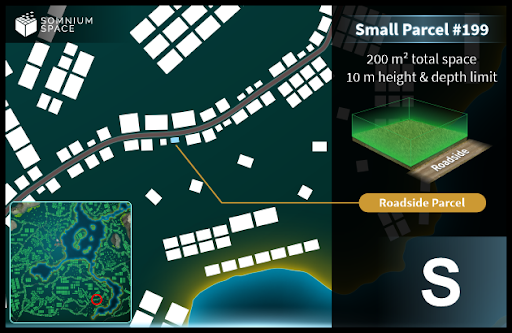 SOMNIUM
SPACE
Small Parcel #199
200 m² total space
10 m height & depth limit
Roadside
Roadside Parcel
S